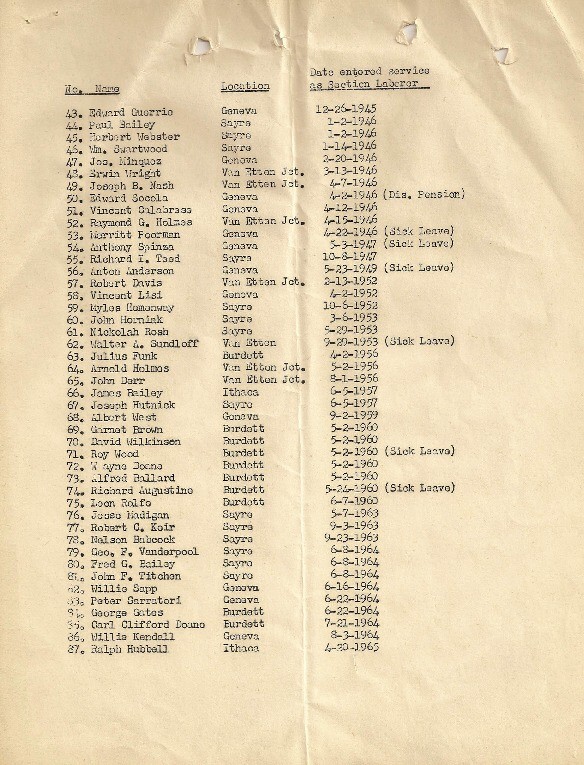 Date entered service
No. Name Location as Section Laborer
43. Edward Guerrie Geneva 12-26-1945
44. Paul Bailey Sayre 1-2-1946
45. Herbert Webster Sayre 1-2-1946
46. Wm. Swartwood Sayre 1-14-1946
47. Jos. Minquez Geneva 2-20-1946
48. Erwin Wright Van Etten Jct. 3-13-1946
49. Joseph B. Nash Van Etten Jct. 4-7-1946
50. Edward Socola Geneva 4-2-1946 (Dis. Pension)
51. Vincent Calabrese Geneva 4-12-1946
52. Raymond G. Holmes Van Etten Jct. 4-15-1946
53. Merritt Poorman Geneva 4-22-1946 (Sick Leave)
54. Anthony Spinza Geneva 5-3-1947 (Sick Leave)
55. Richard I. Teed Sayre 10-8-1947
56. Anton Anderson Geneva 5-23-1949 (Sick Leave)
57. Robert Davis Van Etten Jct. 2-13-1952
58. Vincent Lisi Geneva 4-2-1952
59. Myles Hemenway Sayre 10-6-1952
60. John Horniak Sayre 3-6-1953
61. Nickolah Rosh Sayre 5-29-1953
62. Walter A. Sundloff Van Etten 9-29-1953 (Sick Leave)
63. Julius Funk Burdett 4-2-1956
64. Arnold Holmes Van Etten Jct. 5-2-1956
65. John Derr Van Etten Jct. 8-1-1956
66. James Bailey Ithaca 6-5-1957
67. Joseph Hutnick Sayre 6-5-1957
68. Albert West Geneva 9-2-1959
69. Garnet Brown Burdett 5-2-1960
70. David Wilkinson Burdett 5-2-1960
71. Roy Wood Burdett 5-2-1960 (Sick Leave)
72. Wayne Doane Burdett 5-2-1960
73. Alfred Ballard Burdett 5-2-1960
74. Richard Augustine Burdett 5-24-1960 (Sick Leave)
75. Leon Rolfe Burdett 6-7-1960
76. Jesse Madigan Sayre 5-7-1963
77. Robert C. Keir Sayre 9-3-1963
78. Nelson Babcock Sayre 9-23-1963
79. Geo. F. Vanderpool Sayre 6-8-1964
80. Fred G. Bailey Sayre 6-8-1964
81. John F. Titchen Sayre 6-8-1964
82. Willie Sapp Geneva 6-16-1964
83. Peter Sarratori Geneva 6-22-1964
84. George Gates Burdett 6-22-1964
85. Carl Clifford Doane Burdett 7-21-1964
86. Willis Kendall Geneva 8-3-1964
87. Ralph Hubbell Ithaca 4-20-1965